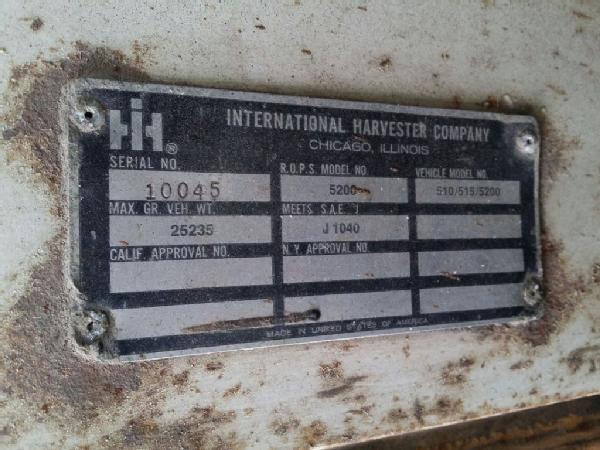 IH®
INTERNATIONAL HARVESTER COMPANY
CHICAGO, ILLINOIS
SERIAL NO. R.O.P.S. MODEL NO. VEHICLE MODEL NO.
10045 5200 510/515/5200
MAX. GR. VEH. WT. MEETS S.A.E. J
25235 J1040
CALIF. APPROVAL NO. N.Y. APPROVAL NO.
MADE IN UNITED STATES OF AMERICA